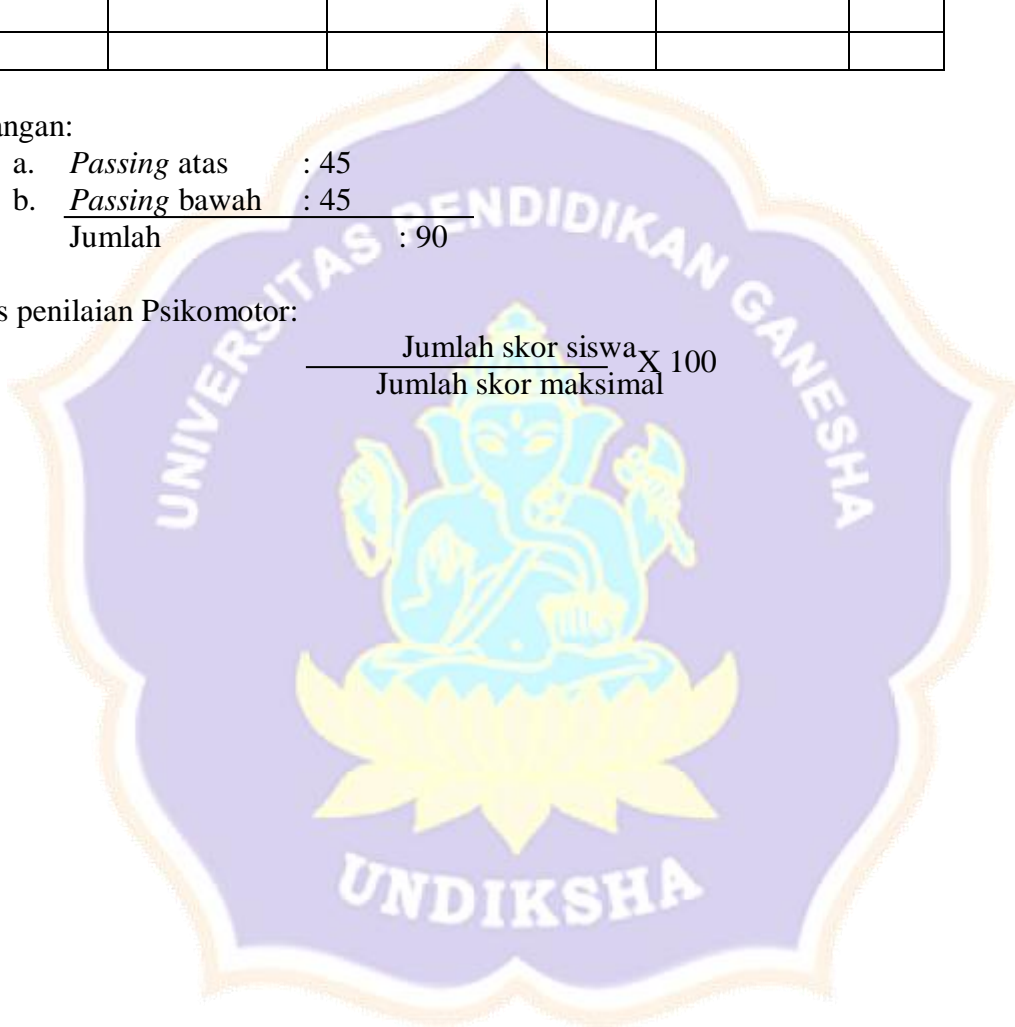 angan:
a. Passing atas : 45
b. Passing bawah : 45
Jumlah : 90
s penilaian Psikomotor:
Jumlah skor siswa X 100
Jumlah skor maksimal
UNIVERSITAS PENDIDIKAN GANESHA
UNDIKSHA